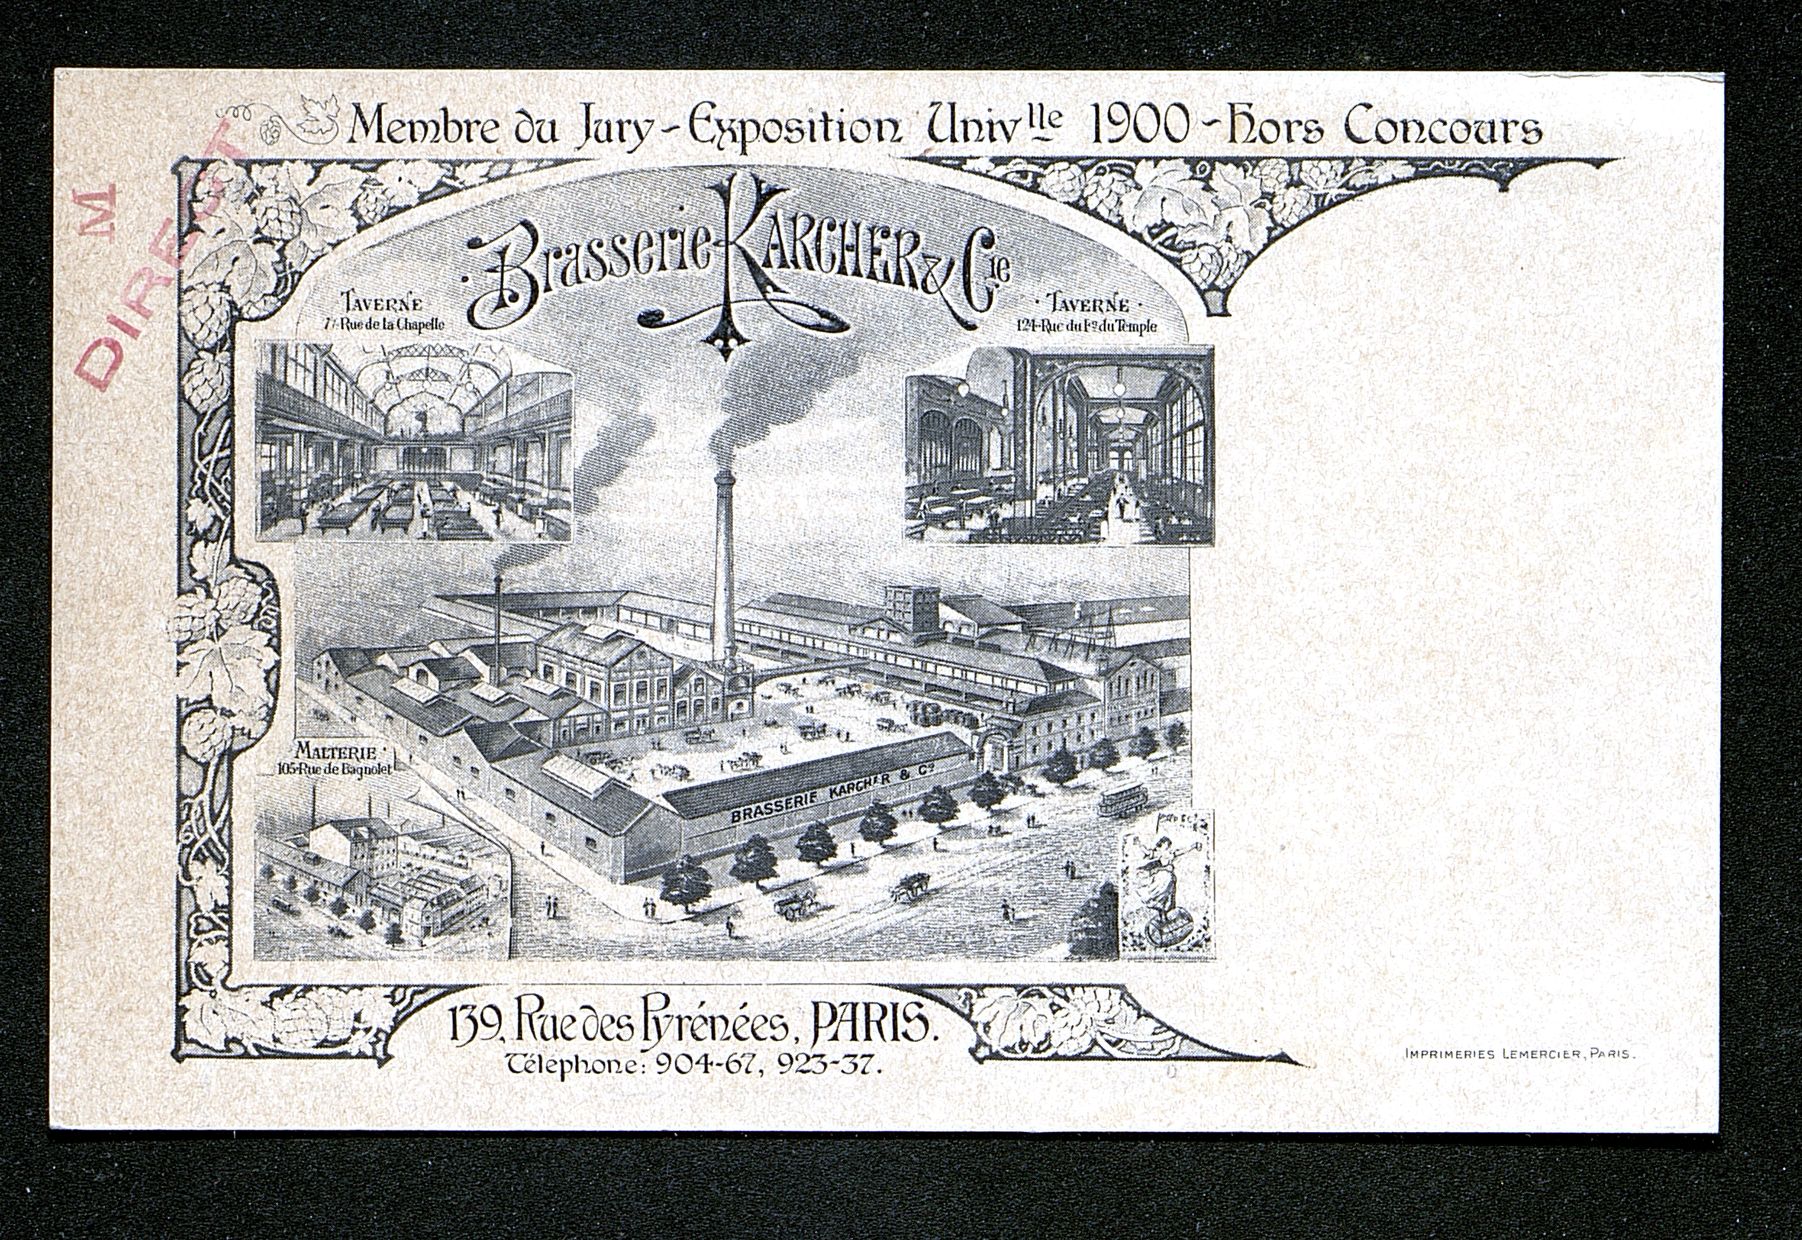 Membre du Jury - Exposition Univlle 1900 - Hors Concours
M
DIRECT
Brasserie KARCHER & Cie
TAVERNE
Rue de la Chapelle
· TAVERNE ·
124-Rue du Fg du Temple
MALTERIE
105-Rue de Bagnolet
BRASSERIE KARCHER & Co
139, Rue des Pyrénées, PARIS.
Téléphone: 904-67, 923-37.
IMPRIMERIES LEMERCIER, PARIS.